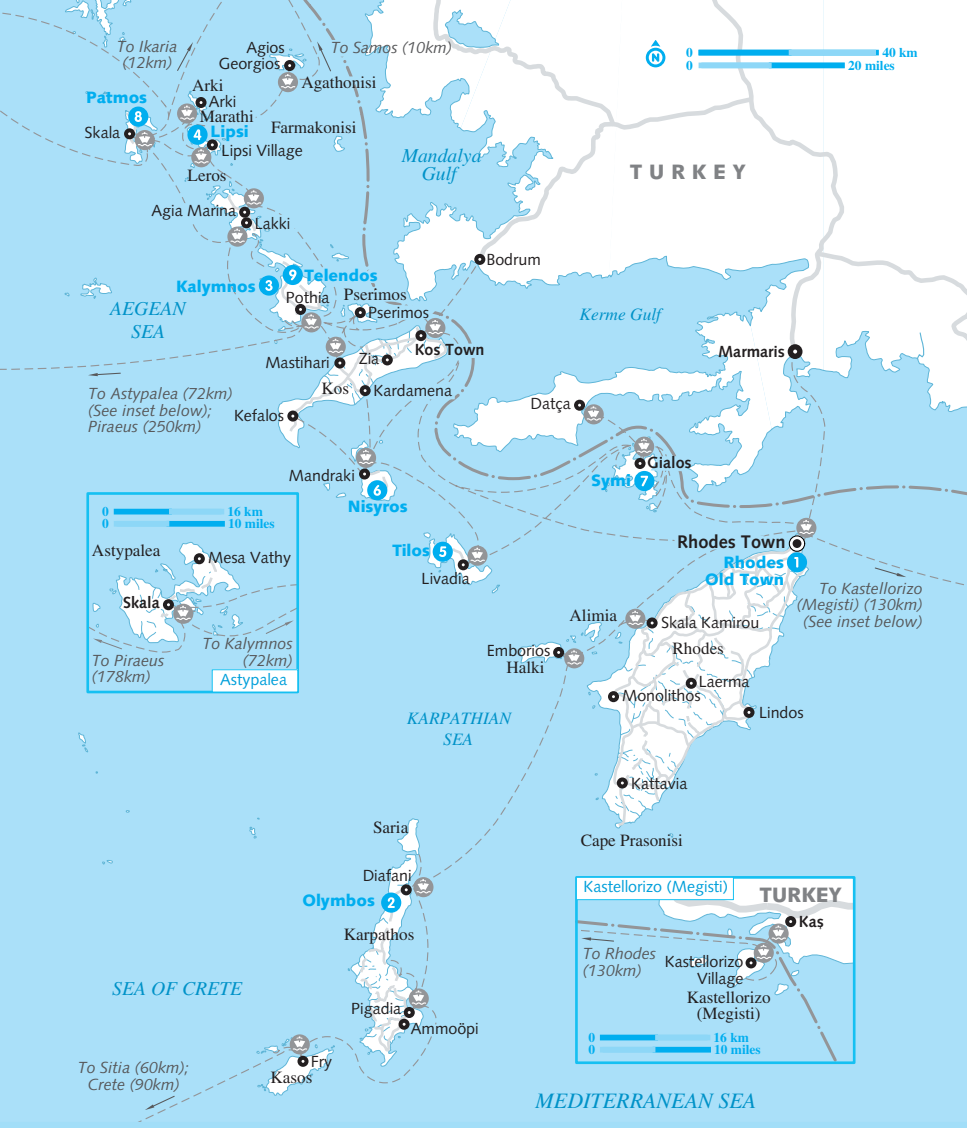 To Ikaria
(12km)
Agios
Georgios
To Samos (10km)
Agathonisi
N
0 40 km
0 20 miles
Patmos
8
Skala
Arki
Arki
Marathi
4 Lipsi
Lipsi Village
Farmakonisi
Leros
Mandalya
Gulf
TURKEY
Agia Marina
Lakki
Bodrum
9 Telendos
Kalymnos 3
Pothia
Pserimos
Pserimos
AEGEAN
SEA
Kerme Gulf
Kos Town
Marmaris
Mastihari
Zia
Kos
Kardamena
To Astypalea (72km)
(See inset below);
Piraeus (250km)
Kefalos
Datça
Gialos
Symi 7
Mandraki
6
Nisyros
0 16 km
0 10 miles
Astypalea
Mesa Vathy
Skala
To Kalymnos
(72km)
To Piraeus
(178km)
Astypalea
Tilos 5
Livadia
Rhodes Town
Rhodes 1
Old Town
To Kastellorizo
(Megisti) (130km)
(See inset below)
Alimia
Skala Kamirou
Emborios
Halki
Rhodes
Laerma
Monolithos
Lindos
KARPATHIAN
SEA
Kattavia
Cape Prasonisi
Saria
Diafani
Olymbos 2
Karpathos
SEA OF CRETE
Pigadia
Ammoöpi
Fry
Kasos
To Sitia (60km);
Crete (90km)
Kastellorizo (Megisti)
TURKEY
Kaş
To Rhodes
(130km)
Kastellorizo
Village
Kastellorizo
(Megisti)
0 16 km
0 10 miles
MEDITERRANEAN SEA